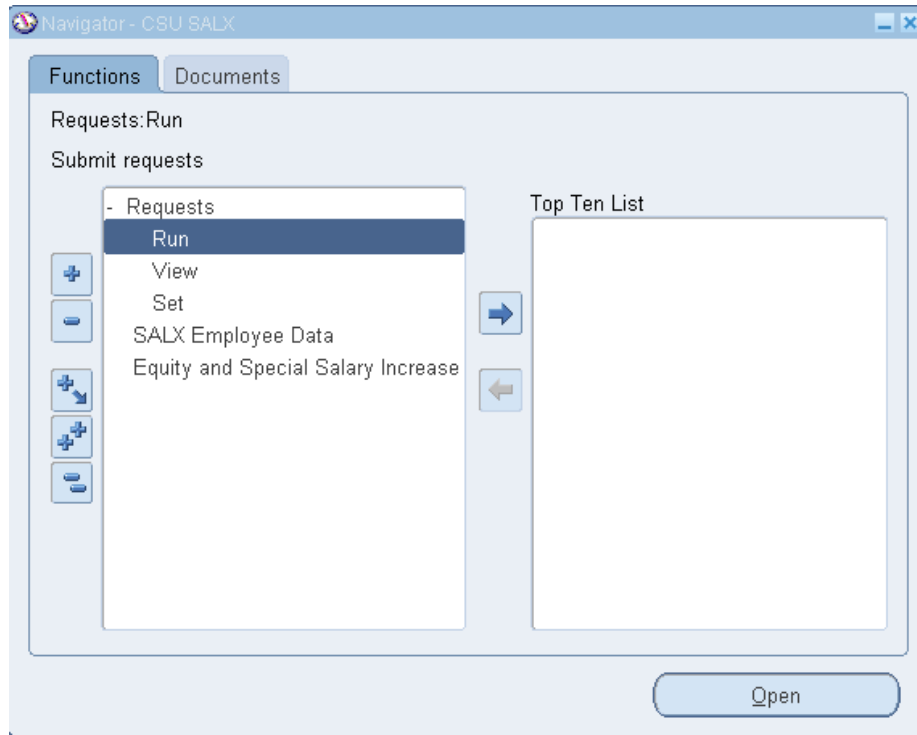 Navigator - CSU SALX
Functions
Documents
Requests:Run
Submit requests
- Requests
Run
View
Set
SALX Employee Data
Equity and Special Salary Increase
Top Ten List
Open